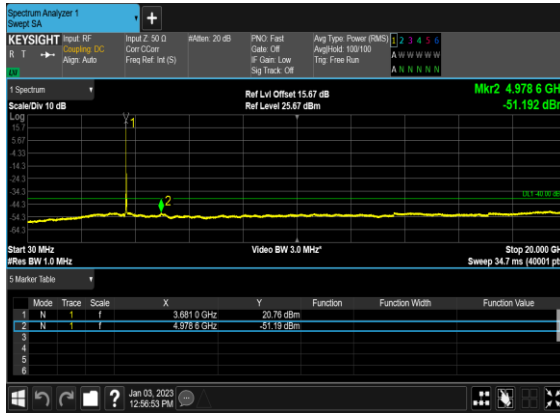 Spectrum Analyzer 1
Swept SA
+
KEYSIGHT Input: RF Input Z: 50 Ω #Atten: 20 dB PNO: Fast Avg Type: Power (RMS) 1 2 3 4 5 6
R T Coupling: DC Corr CCorr Gate: Off Avg|Hold: 100/100 A W W W W W
Align: Auto Freq Ref: Int (S) IF Gain: Low Trig: Free Run
Sig Track: Off A N N N N N
1 Spectrum Mkr2 4.978 6 GH
Ref Lvl Offset 15.67 dB
Scale/Div 10 dB Ref Level 25.67 dBm -51.192 dBr
Log
15.7
5.67
-4.33
-14.3
-24.3
-34.3
-44.3
-54.3
-64.3
1
2
DL1 -40.00 dB
Start 30 MHz Video BW 3.0 MHz* Stop 20.000 GH
#Res BW 1.0 MHz Sweep 34.7 ms (40001 pt
5 Marker Table
Mode Trace Scale X Y Function Function Width Function Value
1 N 1 f 3.681 0 GHz 20.76 dBm
2 N 1 f 4.978 6 GHz -51.19 dBm
3
4
5
6
? Jan 03, 2023
12:56:53 PM